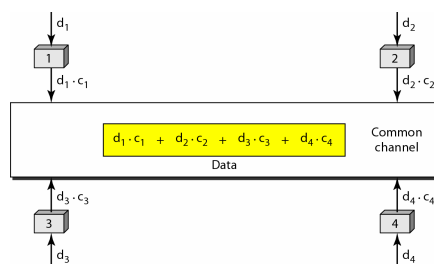 d₁ d₂
1 2
d₁ · c₁ d₂ · c₂
d₁ · c₁ + d₂ · c₂ + d₃ · c₃ + d₄ · c₄
Common
channel
Data
d₃ · c₃ d₄ · c₄
3 4
d₃ d₄